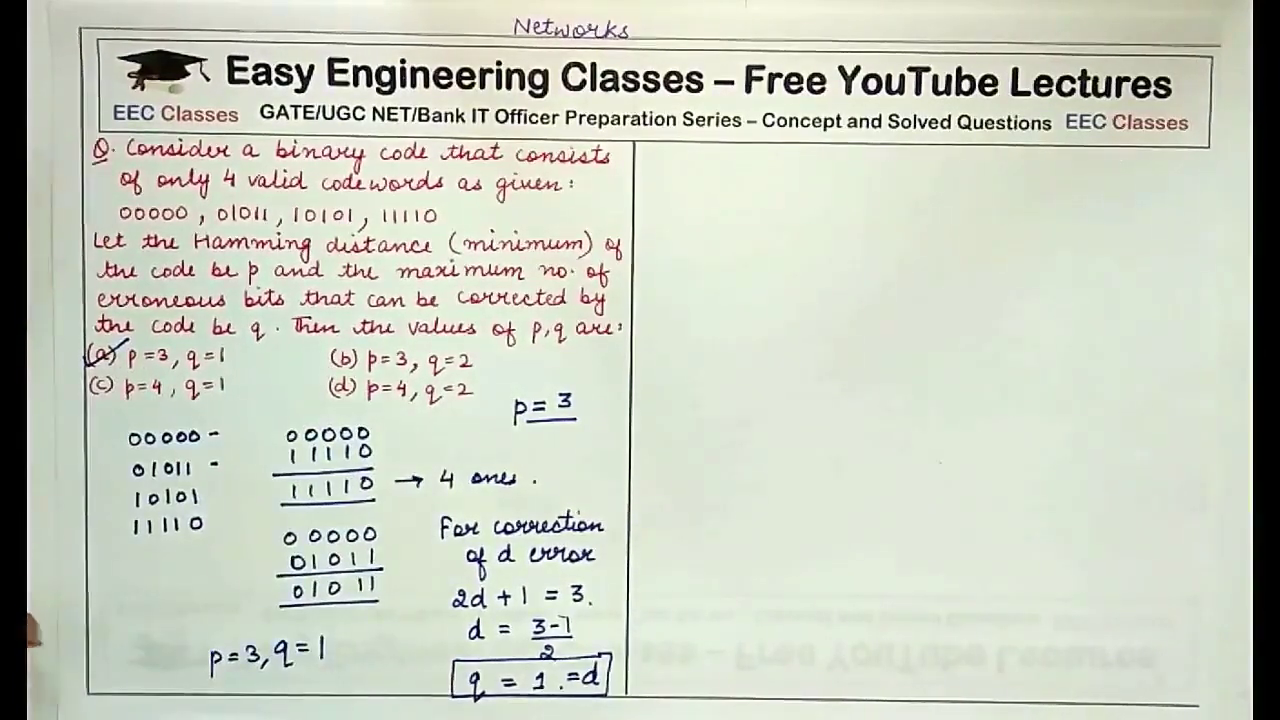 Networks
Easy Engineering Classes – Free YouTube Lectures
EEC Classes GATE/UGC NET/Bank IT Officer Preparation Series – Concept and Solved Questions EEC Classes
Q. Consider a binary code that consists
of only 4 valid codewords as given:
00000, 01011, 10101, 11110
Let the Hamming distance (minimum) of
the code be p and the maximum no. of
erroneous bits that can be corrected by
the code be q. Then the values of p,q are:
(a) p=3, q=1 (b) p=3, q=2
(c) p=4, q=1 (d) p=4, q=2
p = 3
00000 -
01011 -
10101
11110
00000
11110
11110 → 4 ones.
00000
01011
01011
p=3, q=1
For correction
of d error
2d + 1 = 3.
d = 3-1
2
q = 1. =d